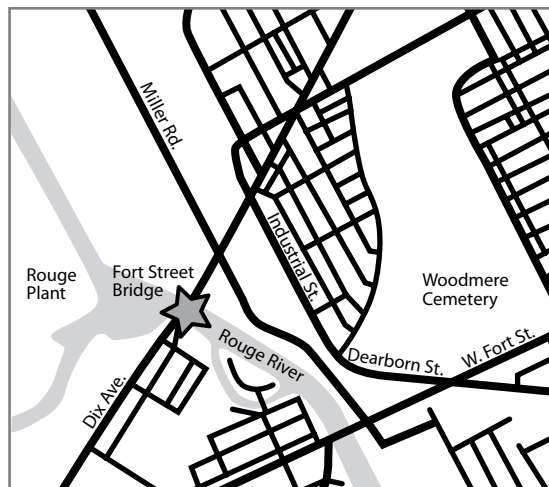 Miller Rd.
Rouge
Plant
Fort Street
Bridge
Industrial St.
Woodmere
Cemetery
Rouge River
Dearborn St.
W. Fort St.
Dix Ave.